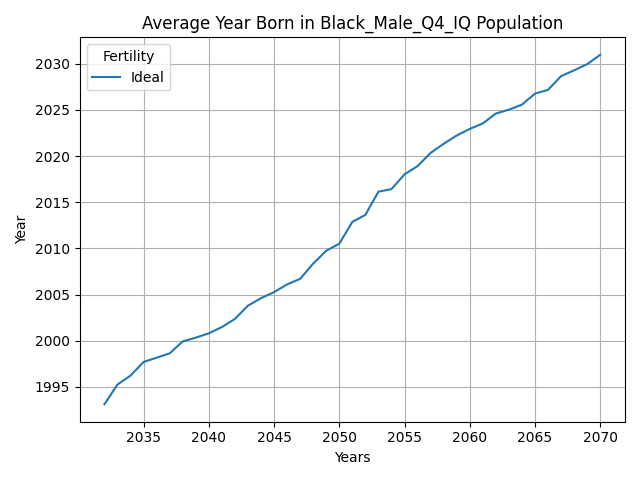 Average Year Born in Black_Male_Q4_IQ Population
Fertility
Ideal
Year
2030
2025
2020
2015
2010
2005
2000
1995
2035 2040 2045 2050 2055 2060 2065 2070
Years